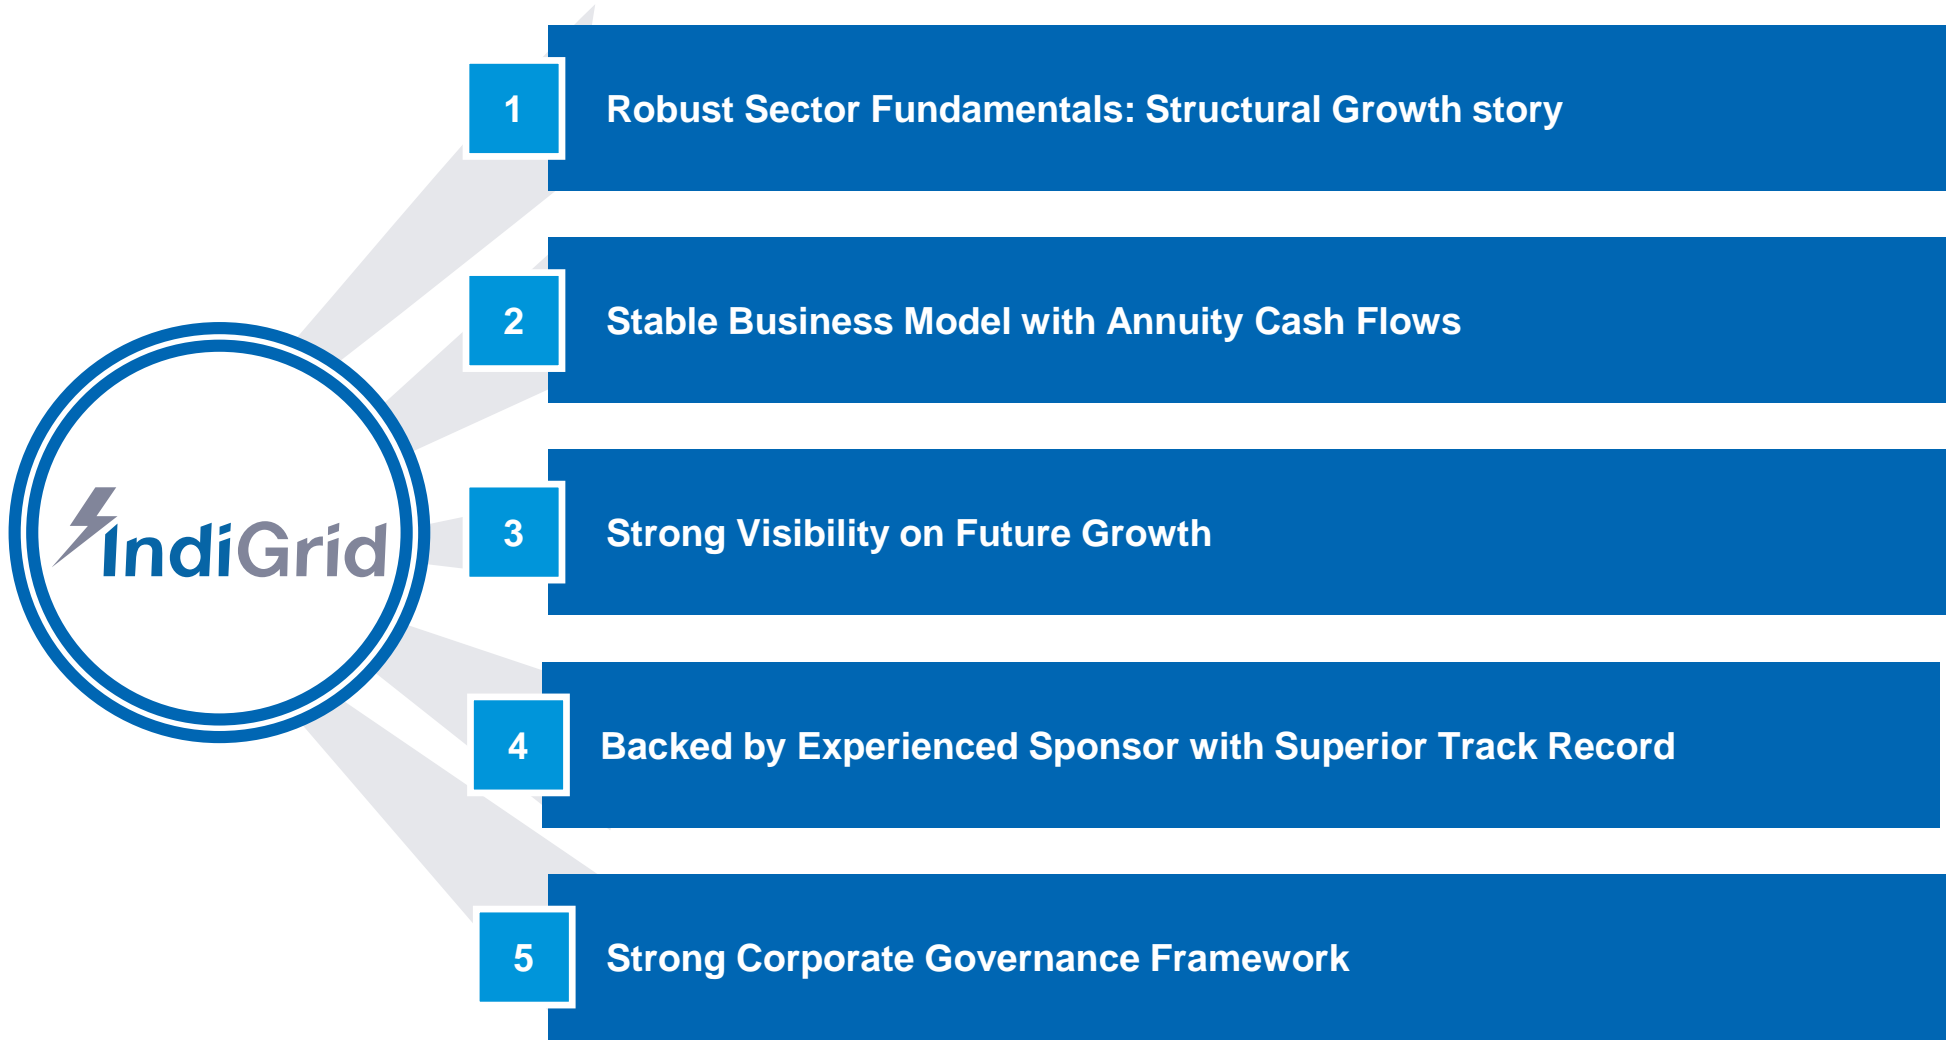 1
Robust Sector Fundamentals: Structural Growth story
2
Stable Business Model with Annuity Cash Flows
IndiGrid
3
Strong Visibility on Future Growth
4
Backed by Experienced Sponsor with Superior Track Record
5
Strong Corporate Governance Framework